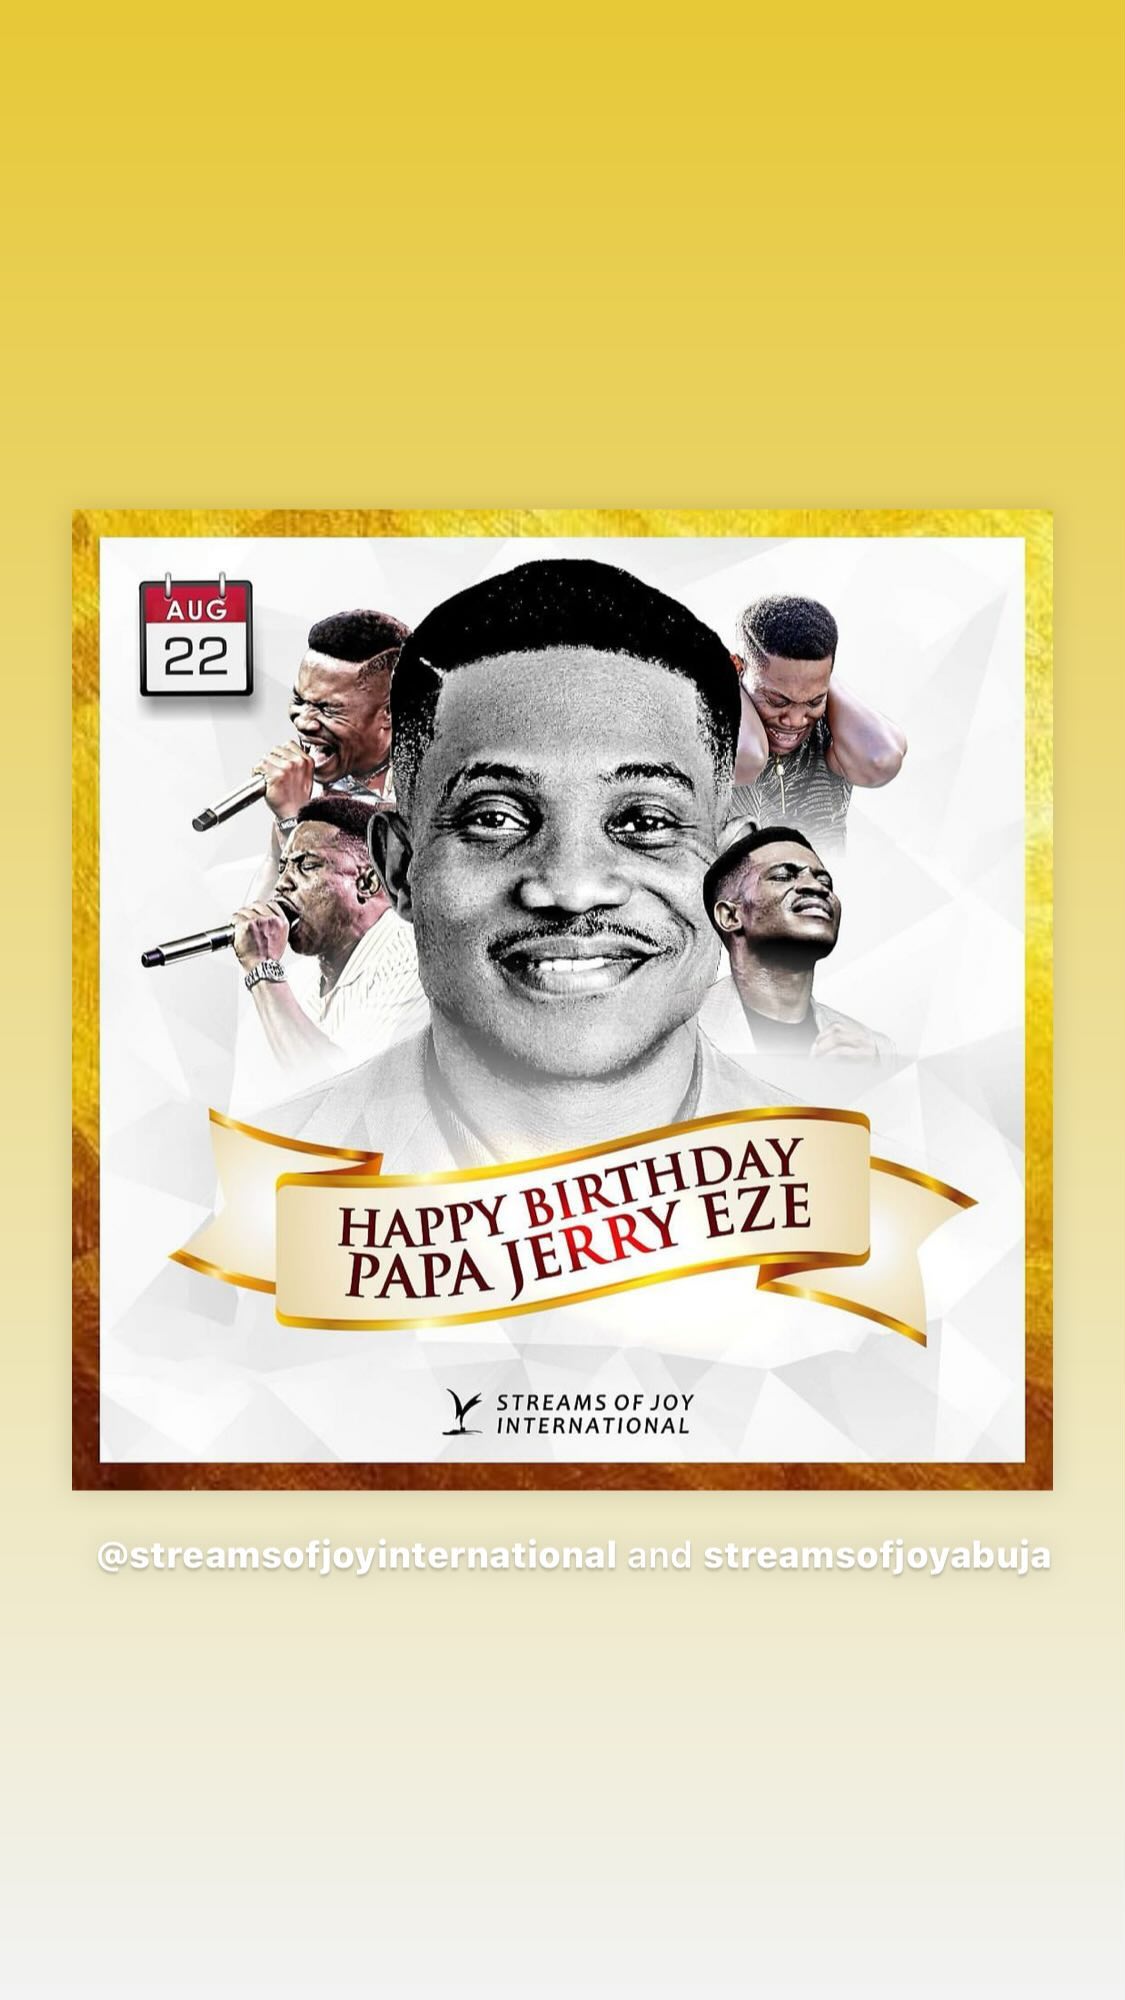 AUG
22
HAPPY BIRTHDAY
PAPA JERRY EZE
STREAMS OF JOY
INTERNATIONAL
@streamsofjoyinternational and streamsofjoyabuja